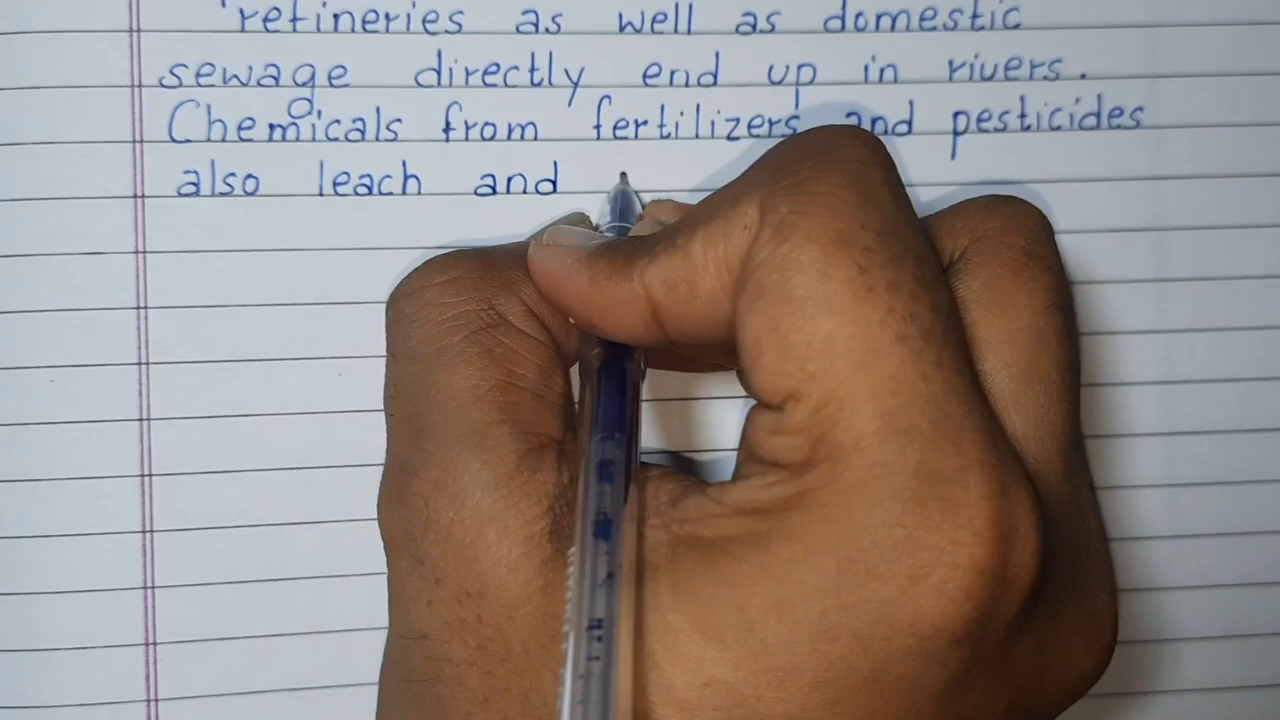 refineries as well as domestic
sewage directly end up in rivers.
Chemicals from fertilizers and pesticides
also leach and